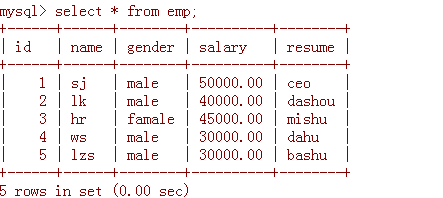 mysql> select * from emp;
+------+------+--------+----------+--------+
| id   | name | gender | salary   | resume |
+------+------+--------+----------+--------+
|    1 | sj   | male   | 50000.00 | ceo    |
|    2 | lk   | male   | 40000.00 | dashou |
|    3 | hr   | famale | 45000.00 | mishu  |
|    4 | ws   | male   | 30000.00 | dahu   |
|    5 | lzs  | male   | 30000.00 | bashu  |
+------+------+--------+----------+--------+
5 rows in set (0.00 sec)